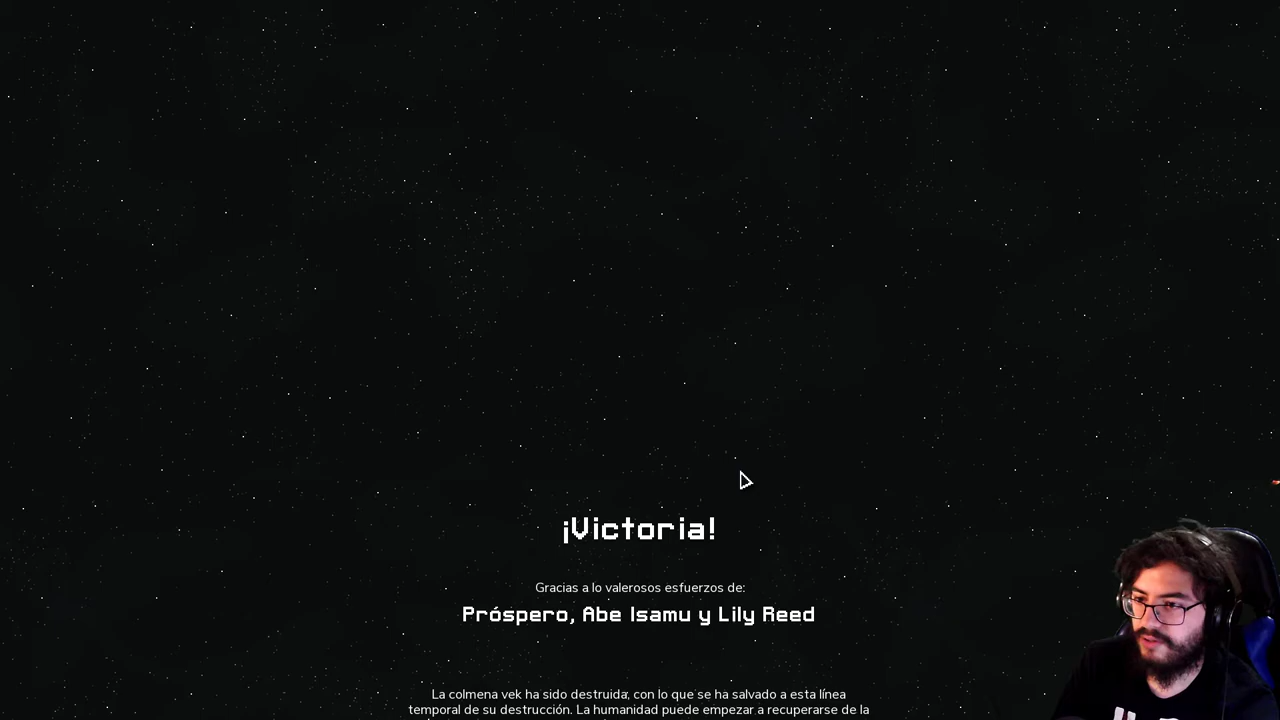 ¡Victoria!
Gracias a lo valerosos esfuerzos de:
Próspero, Abe Isamu y Lily Reed
La colmena vek ha sido destruida, con lo que se ha salvado a esta línea
temporal de su destrucción. La humanidad puede empezar a recuperarse de la